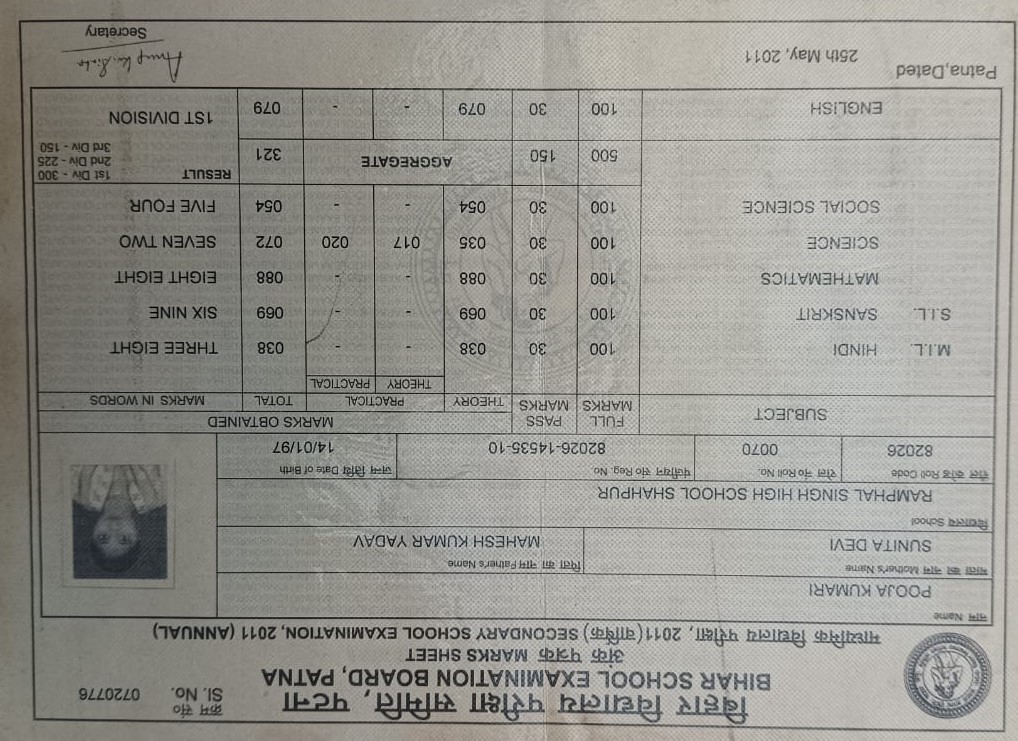 बिहार विद्यालय परीक्षा समिति, पटना
BIHAR SCHOOL EXAMINATION BOARD, PATNA
क्रम सं०
Sl. No. 0720776
अंक पत्रक MARKS SHEET
माध्यमिक विद्यालय परीक्षा, 2011 (वार्षिक) SECONDARY SCHOOL EXAMINATION, 2011 (ANNUAL)
नाम Name
POOJA KUMARI
माता का नाम Mother's Name पिता का नाम Father's Name
SUNITA DEVI MAHESH KUMAR YADAV
विद्यालय School
RAMPHAL SINGH HIGH SCHOOL SHAHPUR
रोल कोड Roll Code रोल नं० Roll No. पंजीयन सं० Reg. No. जन्म तिथि Date of Birth
82026 0070 82026-14535-10 14/01/97
SUBJECT FULL MARKS PASS MARKS MARKS OBTAINED
THEORY PRACTICAL TOTAL MARKS IN WORDS
THEORY PRACTICAL
M.I.L. HINDI 100 30 038 - - 038 THREE EIGHT
S.I.L. SANSKRIT 100 30 069 - - 069 SIX NINE
MATHEMATICS 100 30 088 - - 088 EIGHT EIGHT
SCIENCE 100 30 035 017 020 072 SEVEN TWO
SOCIAL SCIENCE 100 30 054 - - 054 FIVE FOUR
500 150 AGGREGATE 321 RESULT 1st Div - 300
2nd Div - 225
3rd Div - 150
1ST DIVISION
ENGLISH 100 30 079 - - 079
Patna,Dated 25th May, 2011
Secretary